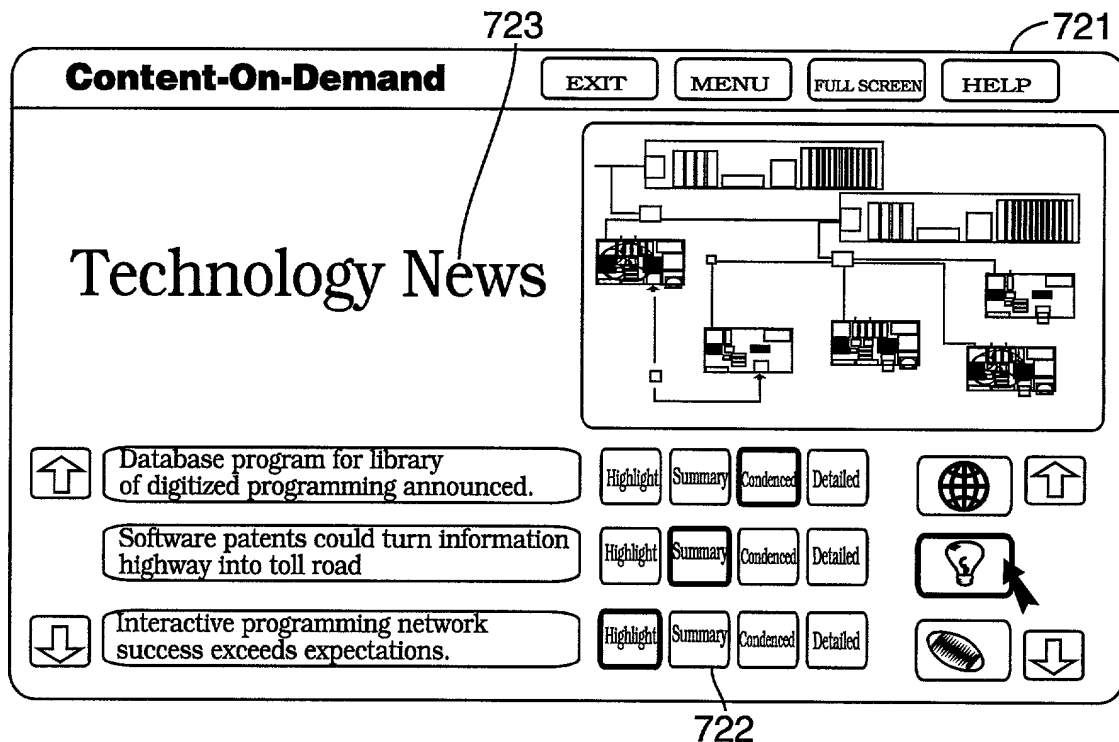 723
721
Content-On-Demand
EXIT
MENU
FULL SCREEN
HELP
Technology News
Database program for library
of digitized programming announced.
Highlight
Summary
Condenced
Detailed
Software patents could turn information
highway into toll road
Highlight
Summary
Condenced
Detailed
Interactive programming network
success exceeds expectations.
Highlight
Summary
Condenced
Detailed
722